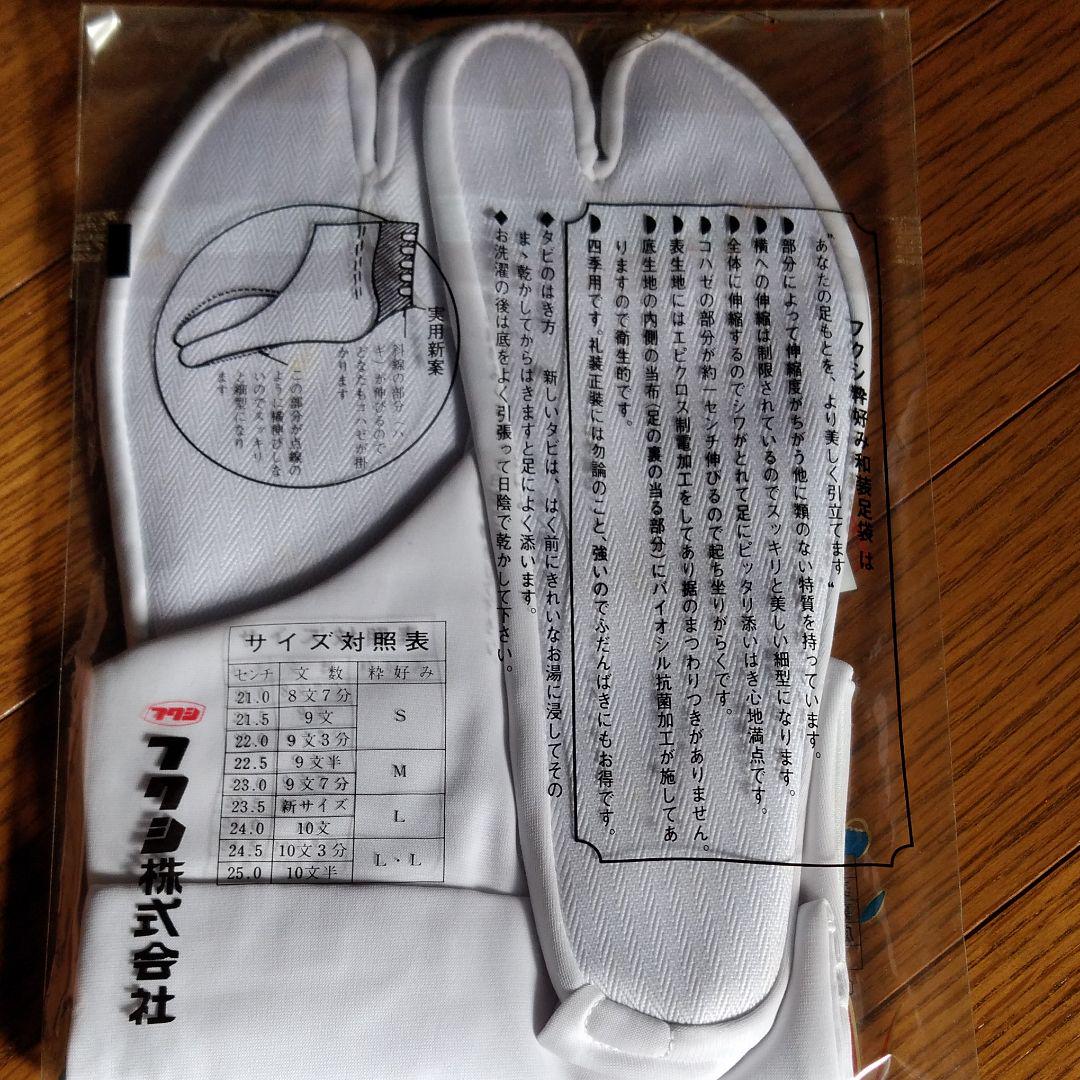 フクシ粋好み和装足袋は
"あなたの足もとを、より美しく引立てます"
◗部分によって伸縮度がちがう他に類のない特質を持っています。
◗横への伸縮は制限されているのでスッキリと美しい細型になります。
◗全体に伸縮するのでシワがとれて足にピッタリ添いはき心地満点です。
◗コハゼの部分が約一センチ伸びるので起ち坐りがらくです。
◗表生地にはエピクロス制電加工をしてあり裾のまつわりつきがありません。
◗底生地の内側の当布(足の裏の当る部分)にバイオシル抗菌加工が施してあ
りますので衛生的です。
◗四季用です。礼装正装には勿論のこと、強いのでふだんばきにもお得です。
◆タビのはき方　新しいタビは、はく前にきれいなお湯に浸してその
ま、乾かしてからはきますと足によく添います。
◆お洗濯の後は底をよく引張って日陰で乾かして下さい。
実用新案
斜線の部分(ハ
キ)が伸びるので
どなたもコハゼが掛
かります
この部分が点線の
ように横伸びしな
いのでスッキリ
と細型になり
ます
サイズ対照表
センチ 文数 粋好み
21.0 8文7分
21.5 9文 S
22.0 9文3分
22.5 9文半 M
23.0 9文7分
23.5 新サイズ L
24.0 10文
24.5 10文3分 L・L
25.0 10文半
フクシ
フクシ株式会社